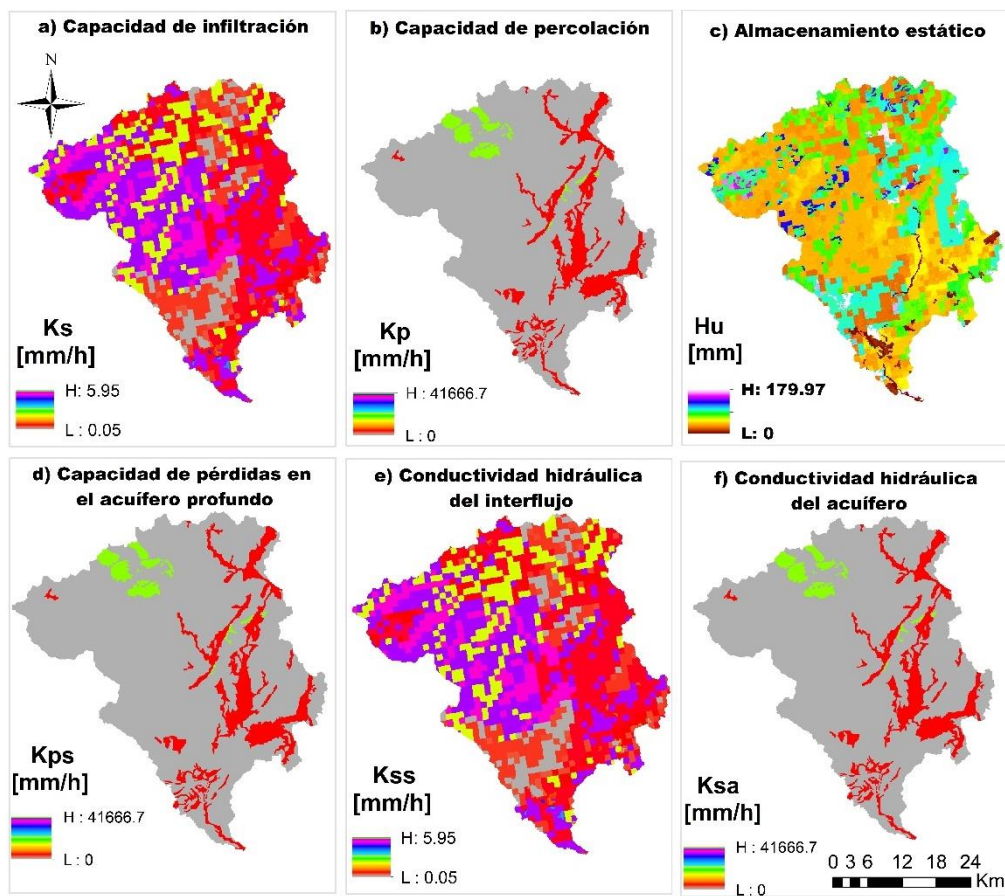 a) Capacidad de infiltración
N
Ks
[mm/h]
H: 5.95
L : 0.05
b) Capacidad de percolación
Kp
[mm/h]
H : 41666.7
L : 0
c) Almacenamiento estático
Hu
[mm]
H: 179.97
L: 0
d) Capacidad de pérdidas en
el acuífero profundo
Kps
[mm/h]
H : 41666.7
L : 0
e) Conductividad hidráulica
del interflujo
Kss
[mm/h]
H: 5.95
L: 0.05
f) Conductividad hidráulica
del acuífero
Ksa
[mm/h]
H : 41666.7
L : 0
0 3 6 12 18 24
Km